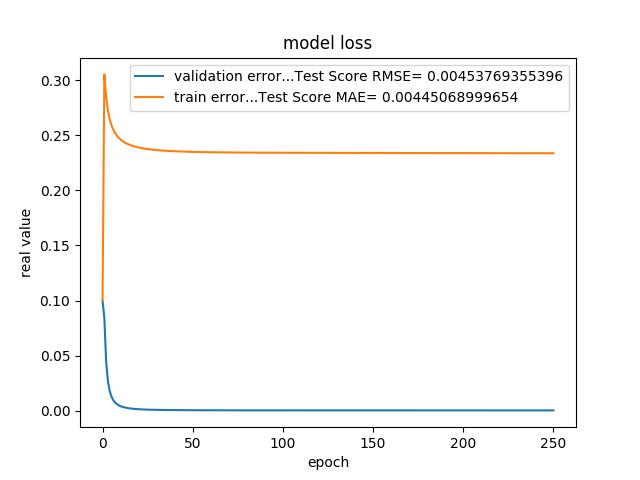 model loss
validation error...Test Score RMSE= 0.00453769355396
train error...Test Score MAE= 0.00445068999654
0.30
0.25
0.20
0.15
0.10
0.05
0.00
real value
0 50 100 150 200 250
epoch